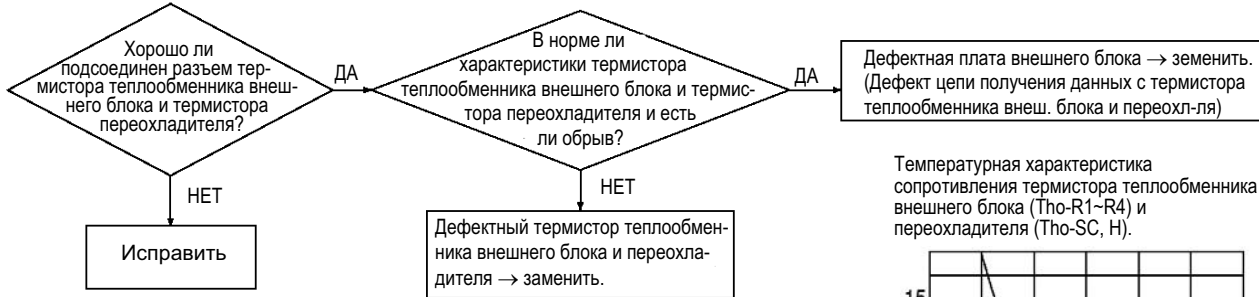 Хорошо ли
подсоединен разъем тер-
мистора теплообменника внеш-
него блока и термистора
переохладителя?
ДА
НЕТ
Исправить
В норме ли
характеристики термистора
теплообменника внешнего блока и термис-
тора переохладителя и есть
ли обрыв?
ДА
НЕТ
Дефектный термистор теплообмен-
ника внешнего блока и переохла-
дителя → заменить.
Дефектная плата внешнего блока → земенить.
(Дефект цепи получения данных с термистора
теплообменника внеш. блока и переохл-ля)
Температурная характеристика
сопротивления термистора теплообменника
внешнего блока (Tho-R1~R4) и
переохладителя (Tho-SC, H).
15